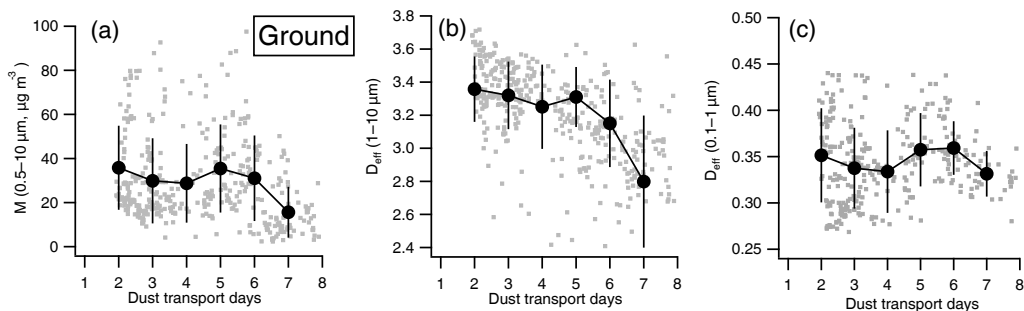 (a)
Ground
M (0.5–10 µm, µg m⁻³)
100
80
60
40
20
0
1 2 3 4 5 6 7 8
Dust transport days
(b)
D_eff (1–10 µm)
3.8
3.6
3.4
3.2
3.0
2.8
2.6
2.4
1 2 3 4 5 6 7 8
Dust transport days
(c)
D_eff (0.1–1 µm)
0.50
0.45
0.40
0.35
0.30
0.25
1 2 3 4 5 6 7 8
Dust transport days